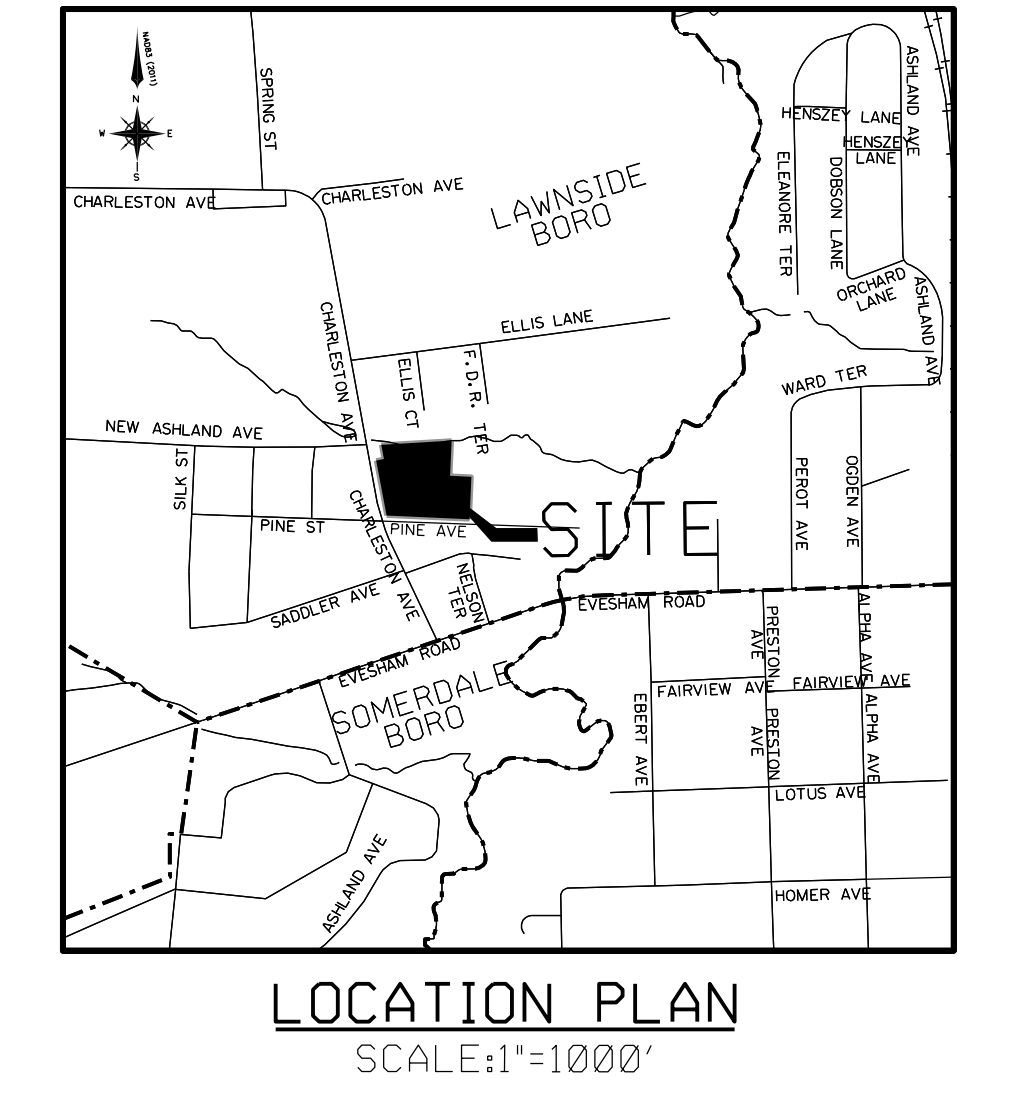 NAD83 (2011)
N
W E
S
SPRING ST
CHARLESTON AVE
CHARLESTON AVE
LAWNSIDE
BORO
HENSZEY LANE
HENSZEY
LANE
ASHLAND AVE
ELEANORE TER
DOBSON LANE
ORCHARD
LANE
ASHLAND AVE
CHARLESTON AVE
ELLIS LANE
ELLIS CT
F.D.R. TER
WARD TER
NEW ASHLAND AVE
SILK ST
PEROT AVE
OGDEN AVE
PINE ST
CHARLESTON AVE
PINE AVE
SITE
SADDLER AVE
NELSON
TER
EVESHAM ROAD
EVESHAM ROAD
PRESTON
AVE
ALPHA AVE
SOMERDALE
BORO
FAIRVIEW AVE
FAIRVIEW AVE
EBERT AVE
PRESTON
AVE
ALPHA AVE
LOTUS AVE
ASHLAND AVE
HOMER AVE
LOCATION PLAN
SCALE:1"=1000'